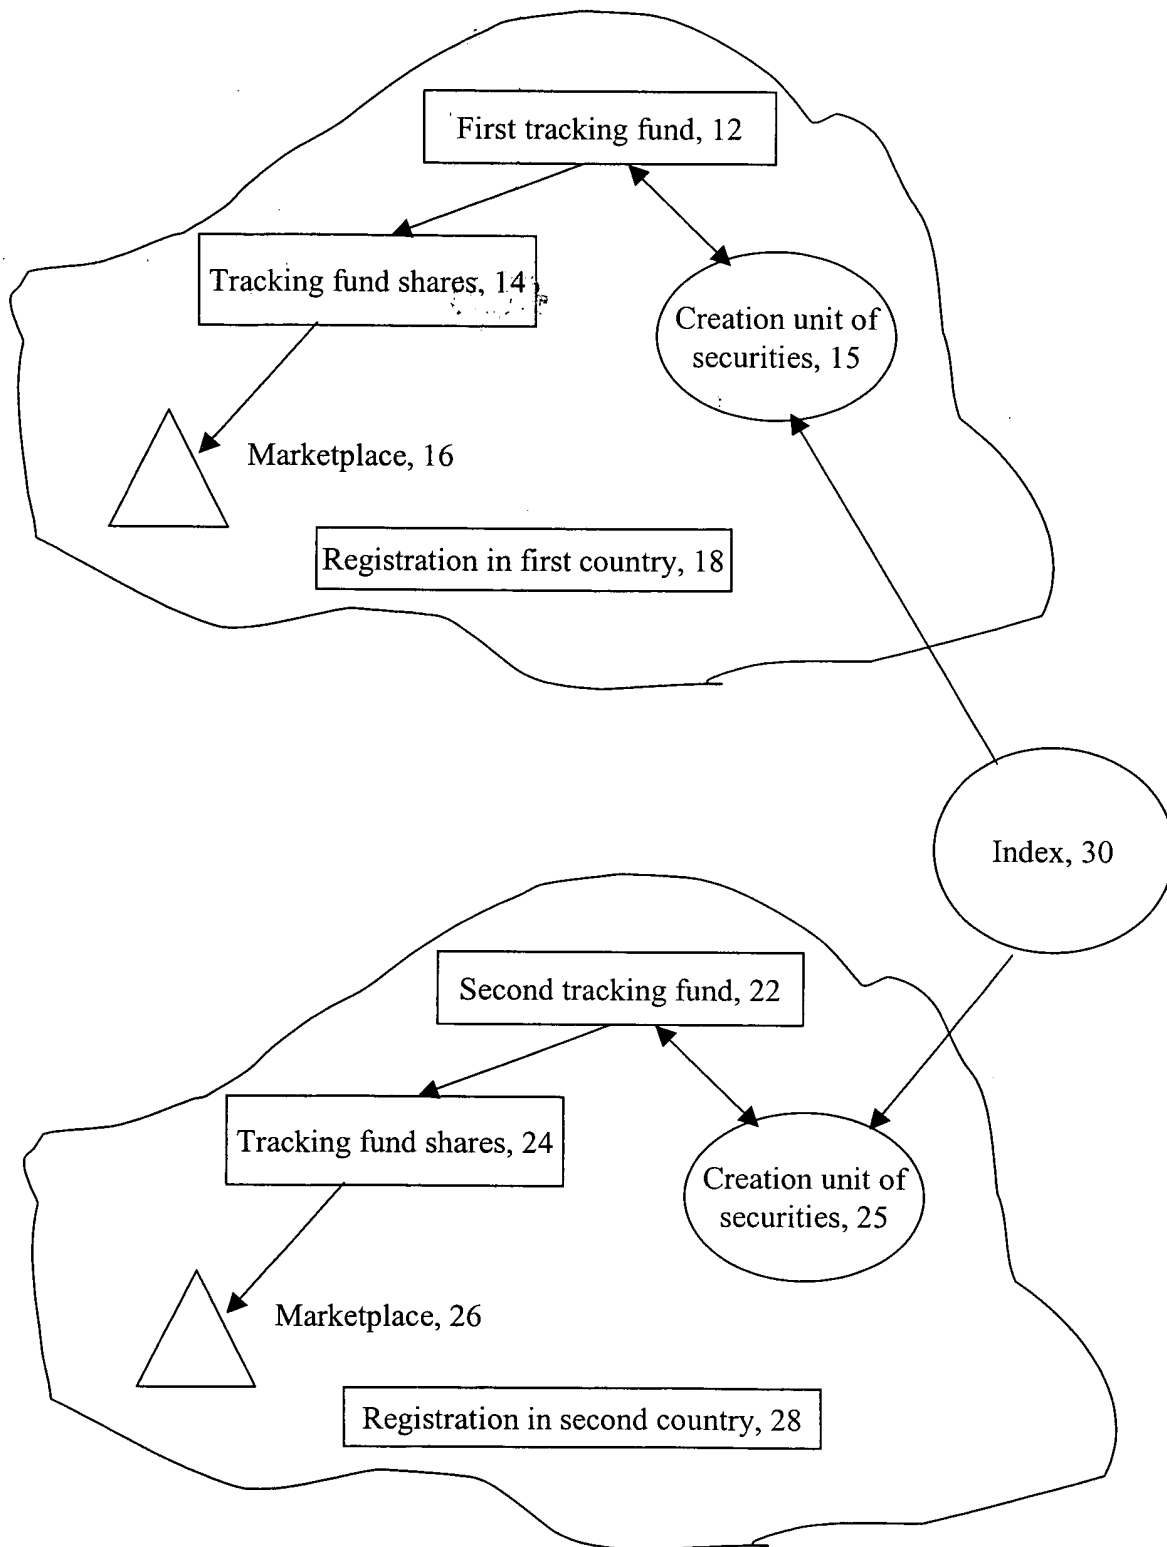 First tracking fund, 12
Tracking fund shares, 14
Creation unit of
securities, 15
Marketplace, 16
Registration in first country, 18
Index, 30
Second tracking fund, 22
Tracking fund shares, 24
Creation unit of
securities, 25
Marketplace, 26
Registration in second country, 28